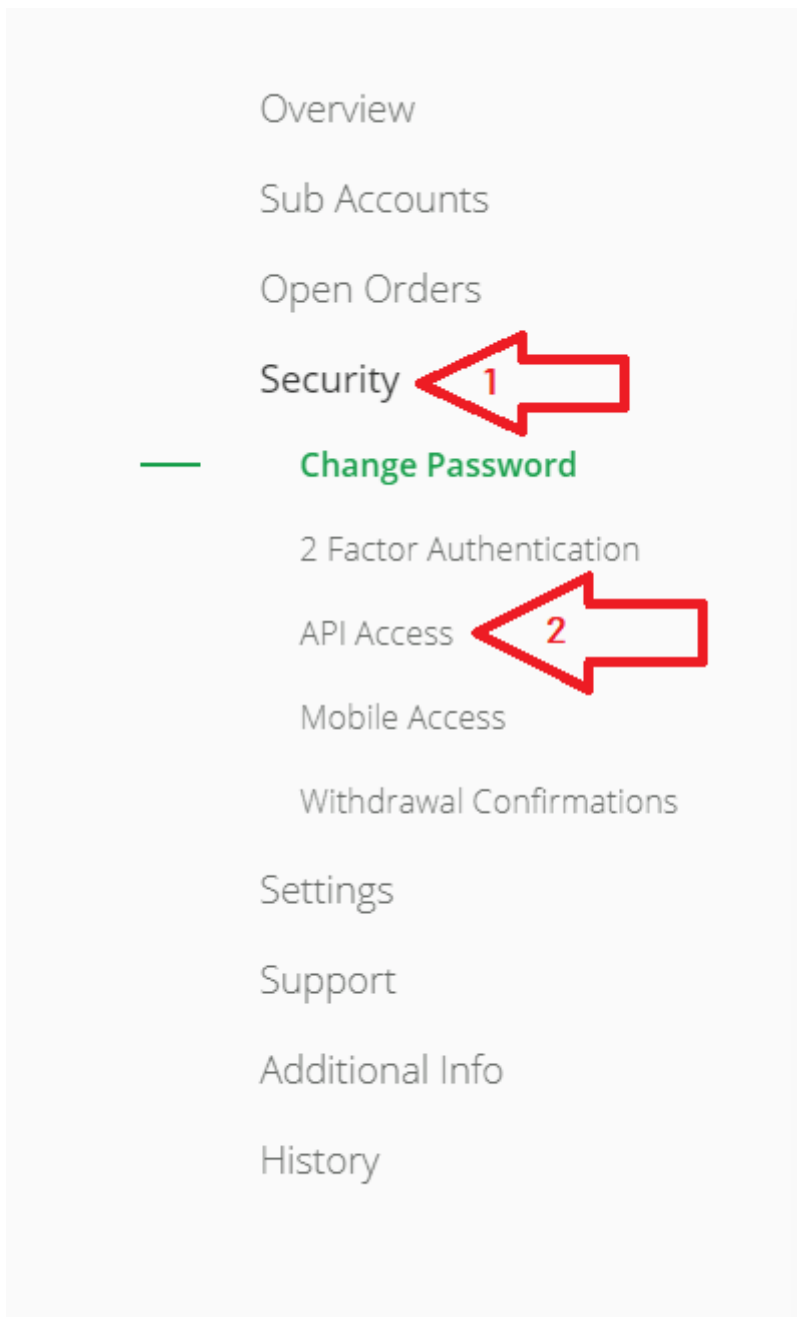 Overview
Sub Accounts
Open Orders
Security 1
Change Password
2 Factor Authentication
API Access 2
Mobile Access
Withdrawal Confirmations
Settings
Support
Additional Info
History